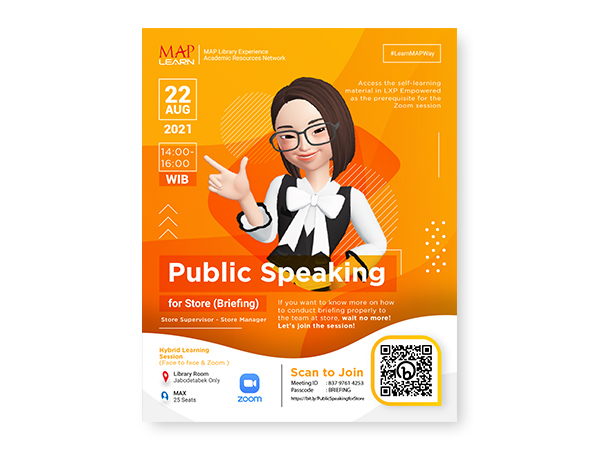 MAP
LEARN
MAP Library Experience
Academic Resources Network
#LearnMAPWay
Access the self-learning
material in LXP Empowered
as the prerequisite for the
Zoom session
22
AUG
2021
14:00-
16:00
WIB
Public Speaking
for Store (Briefing)
Store Supervisor - Store Manager
If you want to know more on how
to conduct briefing properly to
the team at store, wait no more!
Let's join the session!
Hybrid Learning
Session
(Face to face & Zoom )
Library Room
Jabodetabek Only
MAX
25 Seats
zoom
Scan to Join
Meeting ID : 837 9761 4253
Passcode : BRIEFING
https://bit.ly/PublicSpeakingforStore